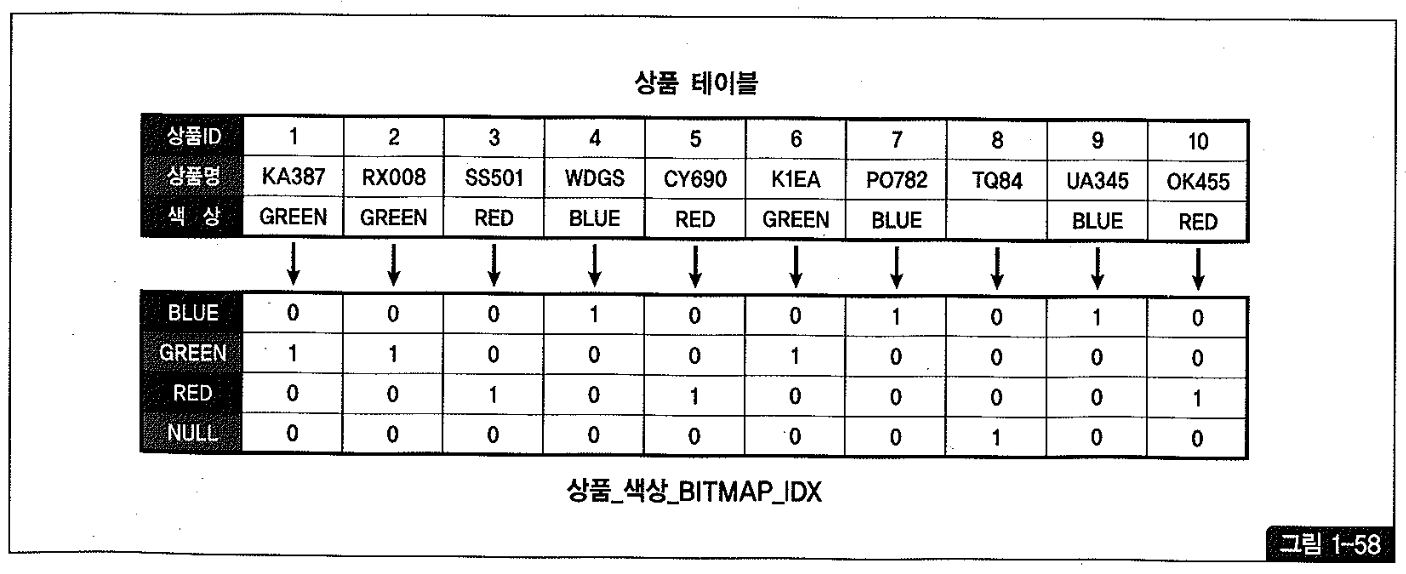 상품 테이블
상품ID 1 2 3 4 5 6 7 8 9 10
상품명 KA387 RX008 SS501 WDGS CY690 K1EA PO782 TQ84 UA345 OK455
색 상 GREEN GREEN RED BLUE RED GREEN BLUE BLUE RED
BLUE 0 0 0 1 0 0 1 0 1 0
GREEN 1 1 0 0 0 1 0 0 0 0
RED 0 0 1 0 1 0 0 0 0 1
NULL 0 0 0 0 0 0 0 1 0 0
상품_색상_BITMAP_IDX
그림 1-58